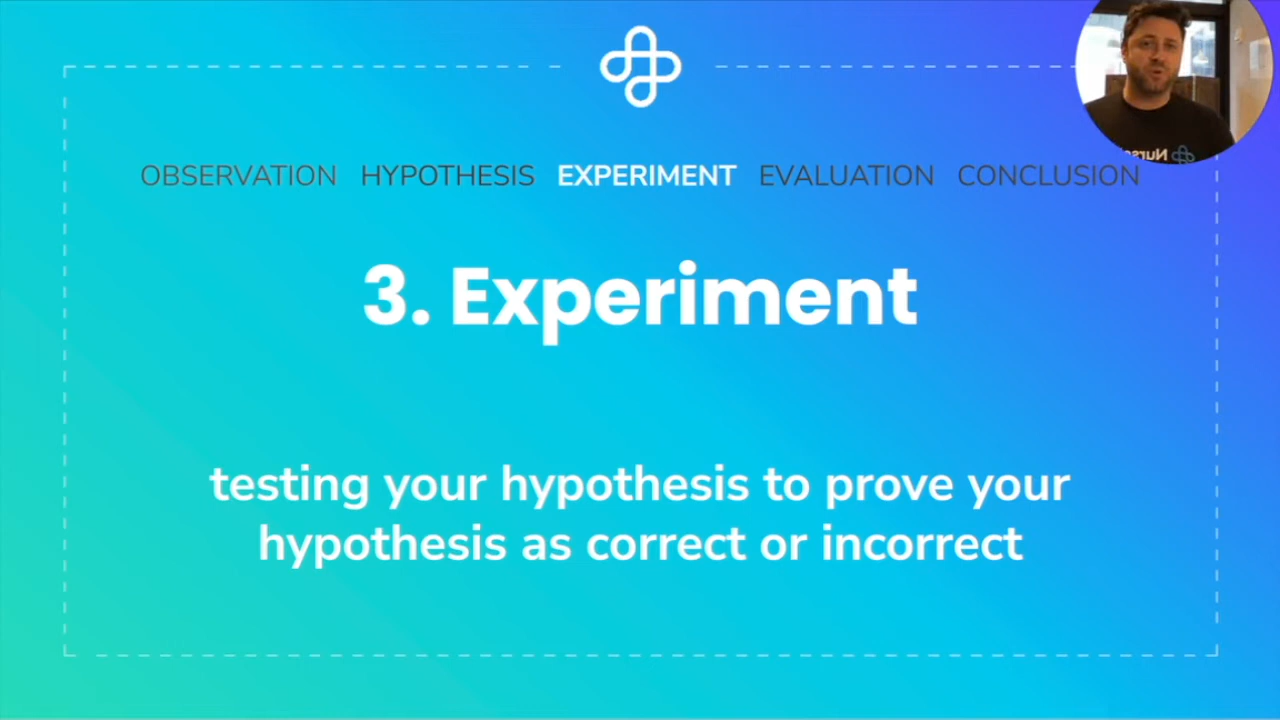 OBSERVATION HYPOTHESIS EXPERIMENT EVALUATION CONCLUSION
3. Experiment
testing your hypothesis to prove your
hypothesis as correct or incorrect